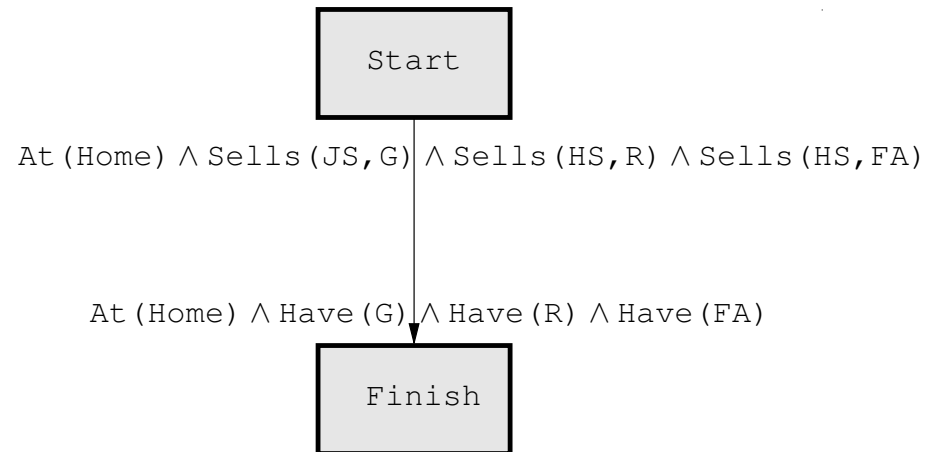 Start
At(Home) ∧ Sells(JS,G) ∧ Sells(HS,R) ∧ Sells(HS,FA)
At(Home) ∧ Have(G) ∧ Have(R) ∧ Have(FA)
Finish